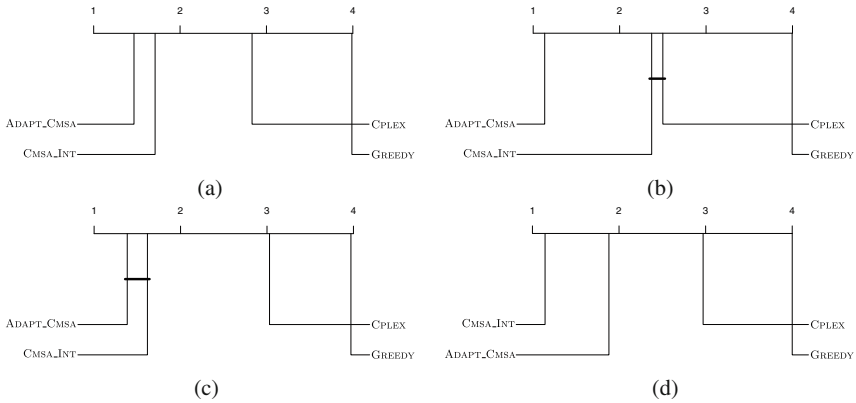 1 2 3 4
ADAPT_CMSA CPLEX
CMSA_INT GREEDY
(a)
1 2 3 4
ADAPT_CMSA CPLEX
CMSA_INT GREEDY
(b)
1 2 3 4
ADAPT_CMSA CPLEX
CMSA_INT GREEDY
(c)
1 2 3 4
CMSA_INT CPLEX
ADAPT_CMSA GREEDY
(d)